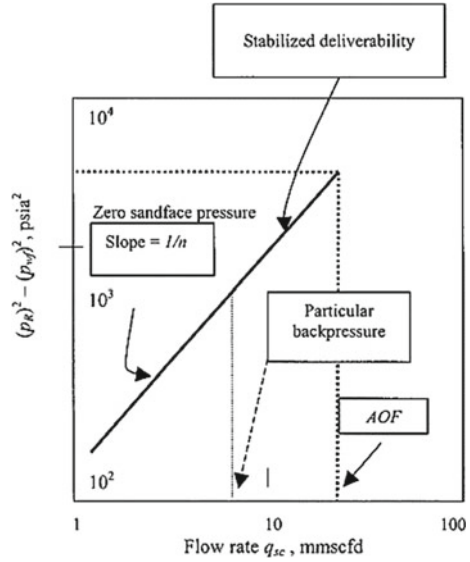 Stabilized deliverability
10⁴
Zero sandface pressure
Slope = 1/n
10³
Particular
backpressure
AOF
10²
1
10
100
Flow rate q_sc , mmscfd
(p_R)² – (p_wf)², psia²